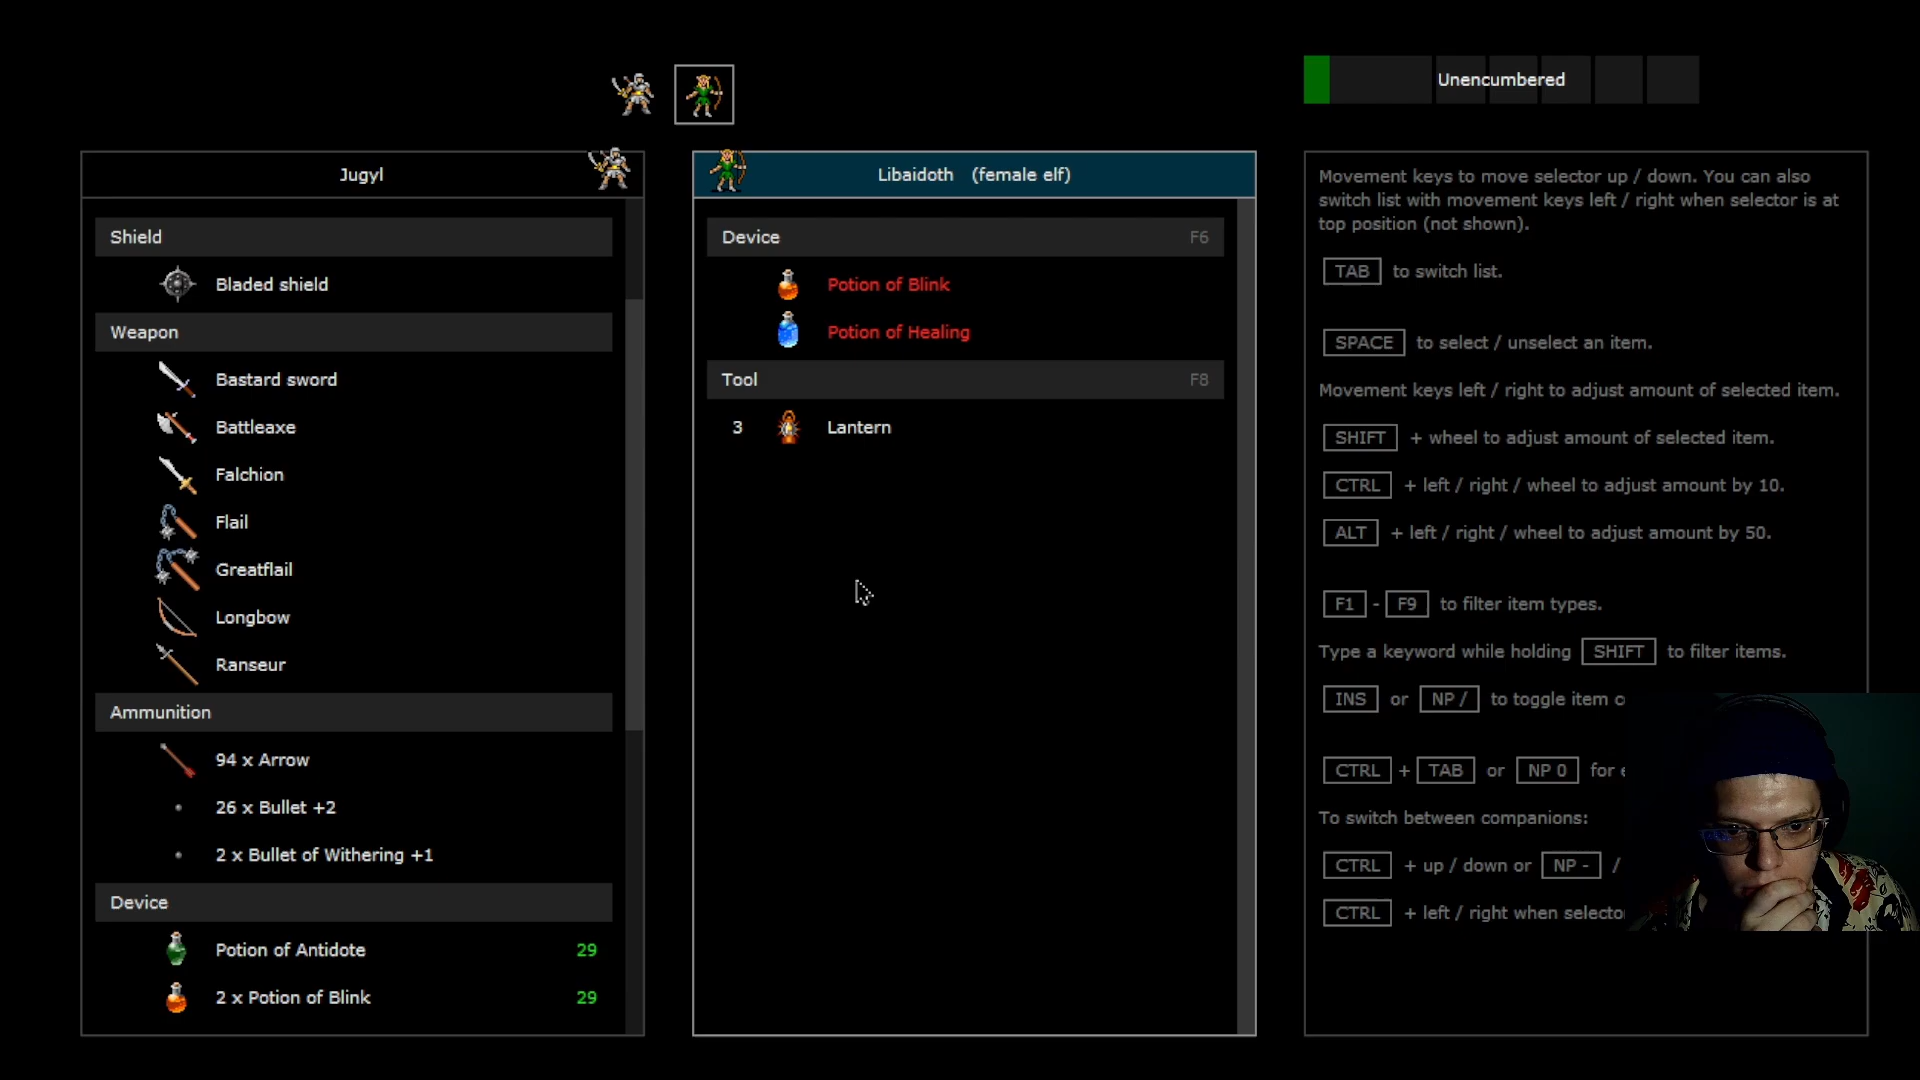 Unencumbered
Jugyl
Shield
Bladed shield
Weapon
Bastard sword
Battleaxe
Falchion
Flail
Greatflail
Longbow
Ranseur
Ammunition
94 x Arrow
26 x Bullet +2
2 x Bullet of Withering +1
Device
Potion of Antidote 29
2 x Potion of Blink 29
Libaidoth (female elf)
Device F6
Potion of Blink
Potion of Healing
Tool F8
3 Lantern
Movement keys to move selector up / down. You can also
switch list with movement keys left / right when selector is at
top position (not shown).
TAB to switch list.
SPACE to select / unselect an item.
Movement keys left / right to adjust amount of selected item.
SHIFT + wheel to adjust amount of selected item.
CTRL + left / right / wheel to adjust amount by 10.
ALT + left / right / wheel to adjust amount by 50.
F1 - F9 to filter item types.
Type a keyword while holding SHIFT to filter items.
INS or NP / to toggle item
CTRL + TAB or NP 0 for
To switch between companions:
CTRL + up / down or NP - /
CTRL + left / right when